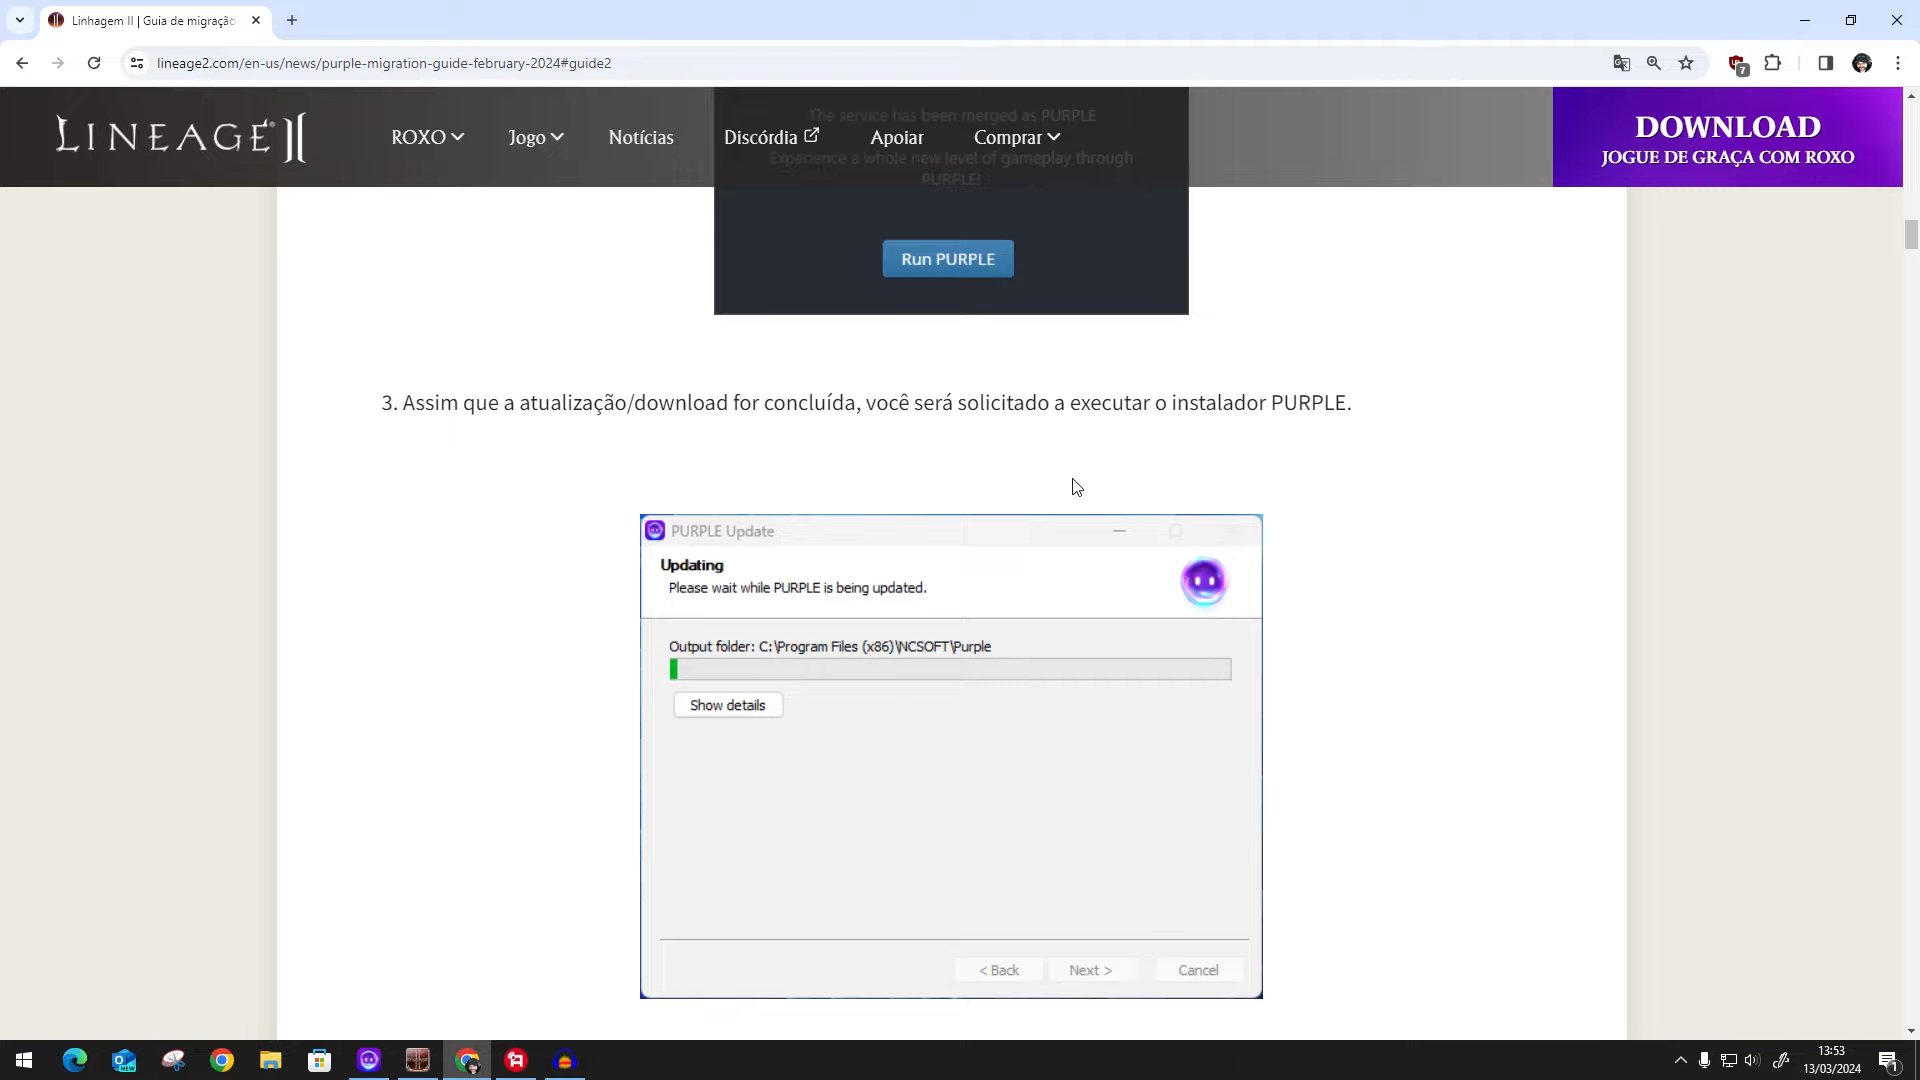 Linhagem II | Guia de migração
lineage2.com/en-us/news/purple-migration-guide-february-2024#guide2
7
LINEAGE II
ROXO
Jogo
Notícias
Discórdia
Apoiar
Comprar
DOWNLOAD
JOGUE DE GRAÇA COM ROXO
The service has been merged as PURPLE
Experience a whole new level of gameplay through
PURPLE!
Run PURPLE
3. Assim que a atualização/download for concluída, você será solicitado a executar o instalador PURPLE.
PURPLE Update
Updating
Please wait while PURPLE is being updated.
Output folder: C:\Program Files (x86)\NCSOFT\Purple
Show details
< Back
Next >
Cancel
NEW
13:53
13/03/2024
1